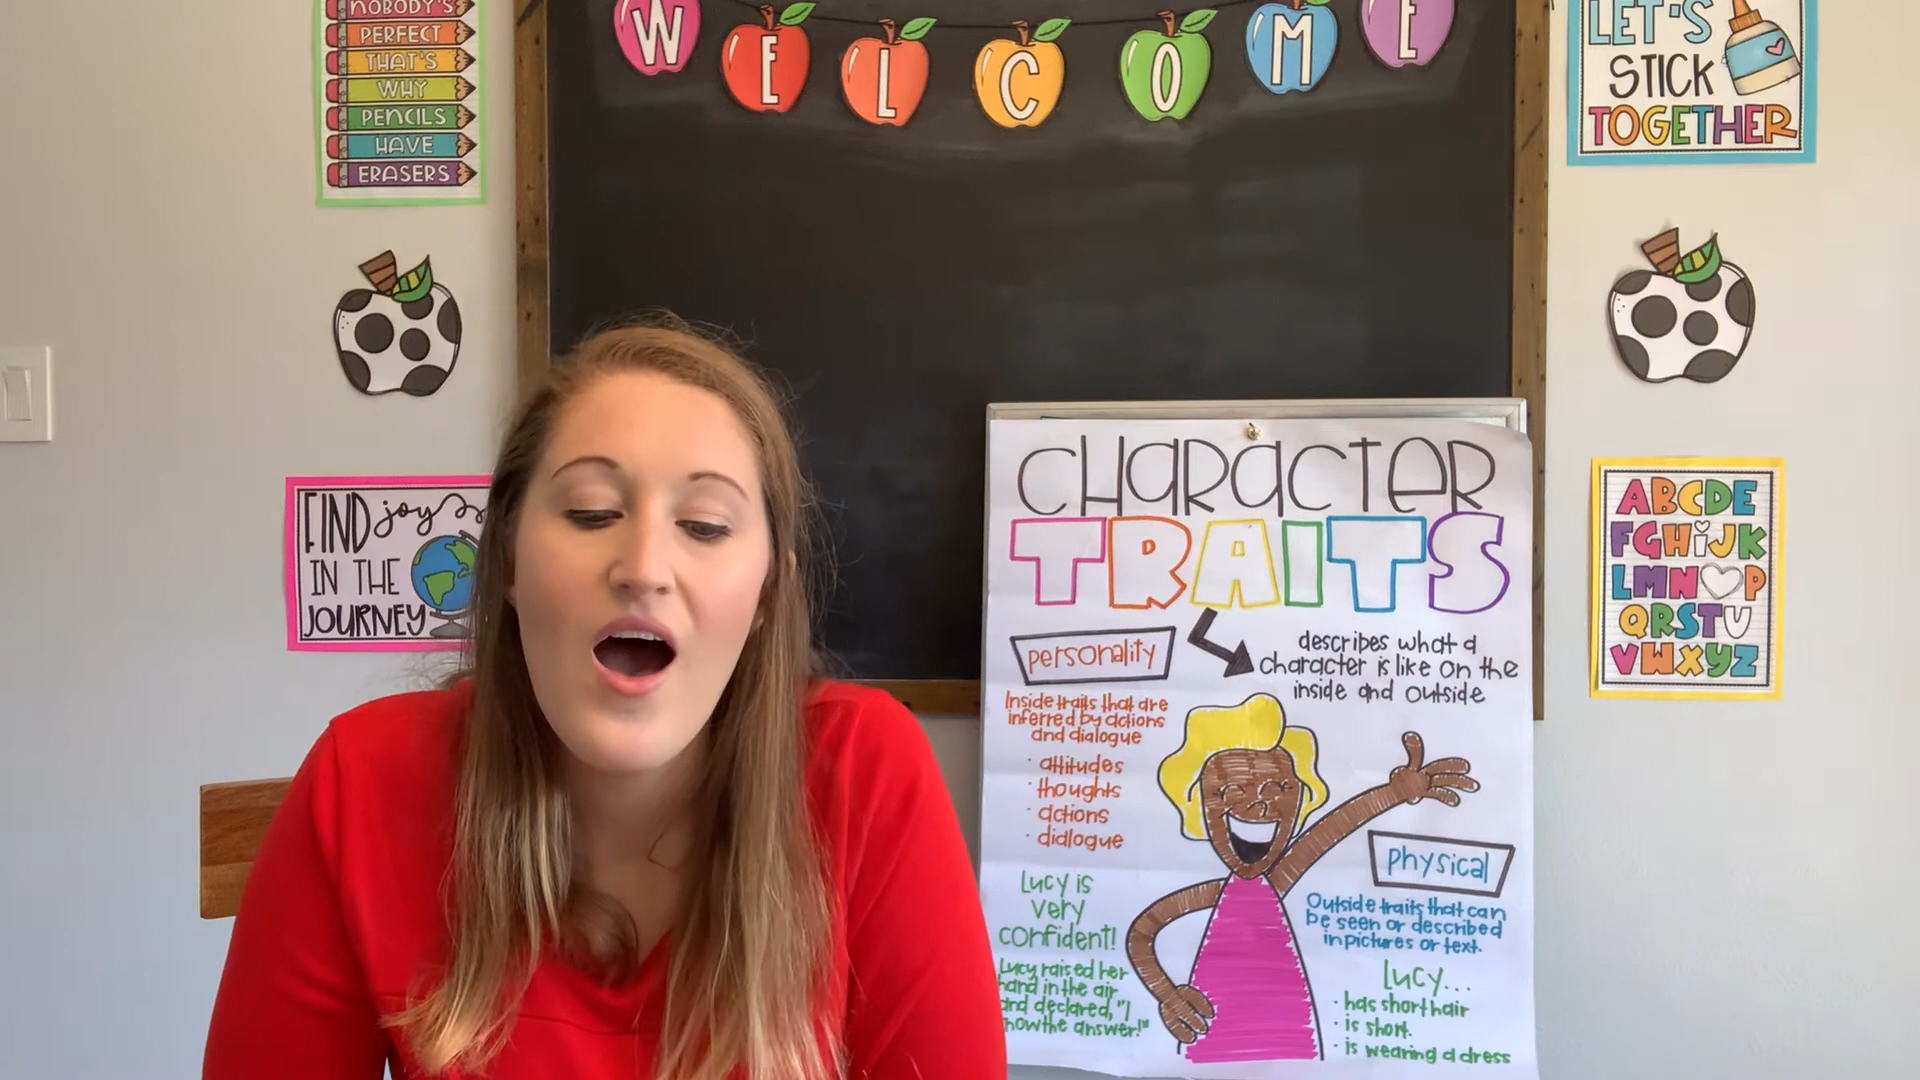 NOBODY'S
PERFECT
THAT'S
WHY
PENCILS
HAVE
ERASERS
WELCOME
LET'S
STICK
TOGETHER
FIND joy
IN THE
JOURNEY
CHaRacTeR
TRAITS
describes what a
character is like on the
inside and outside
personality
Inside traits that are
inferred by actions
and dialogue
· attitudes
· thoughts
· actions
· dialogue
Lucy is
very
confident!
Lucy raised her
hand in the air
and declared, "I
know the answer!"
physical
Outside traits that can
be seen or described
in pictures or text.
Lucy...
· has short hair
· is short.
· is wearing a dress
ABCDE
FGHiJK
LMN P
QRSTU
VWXYZ